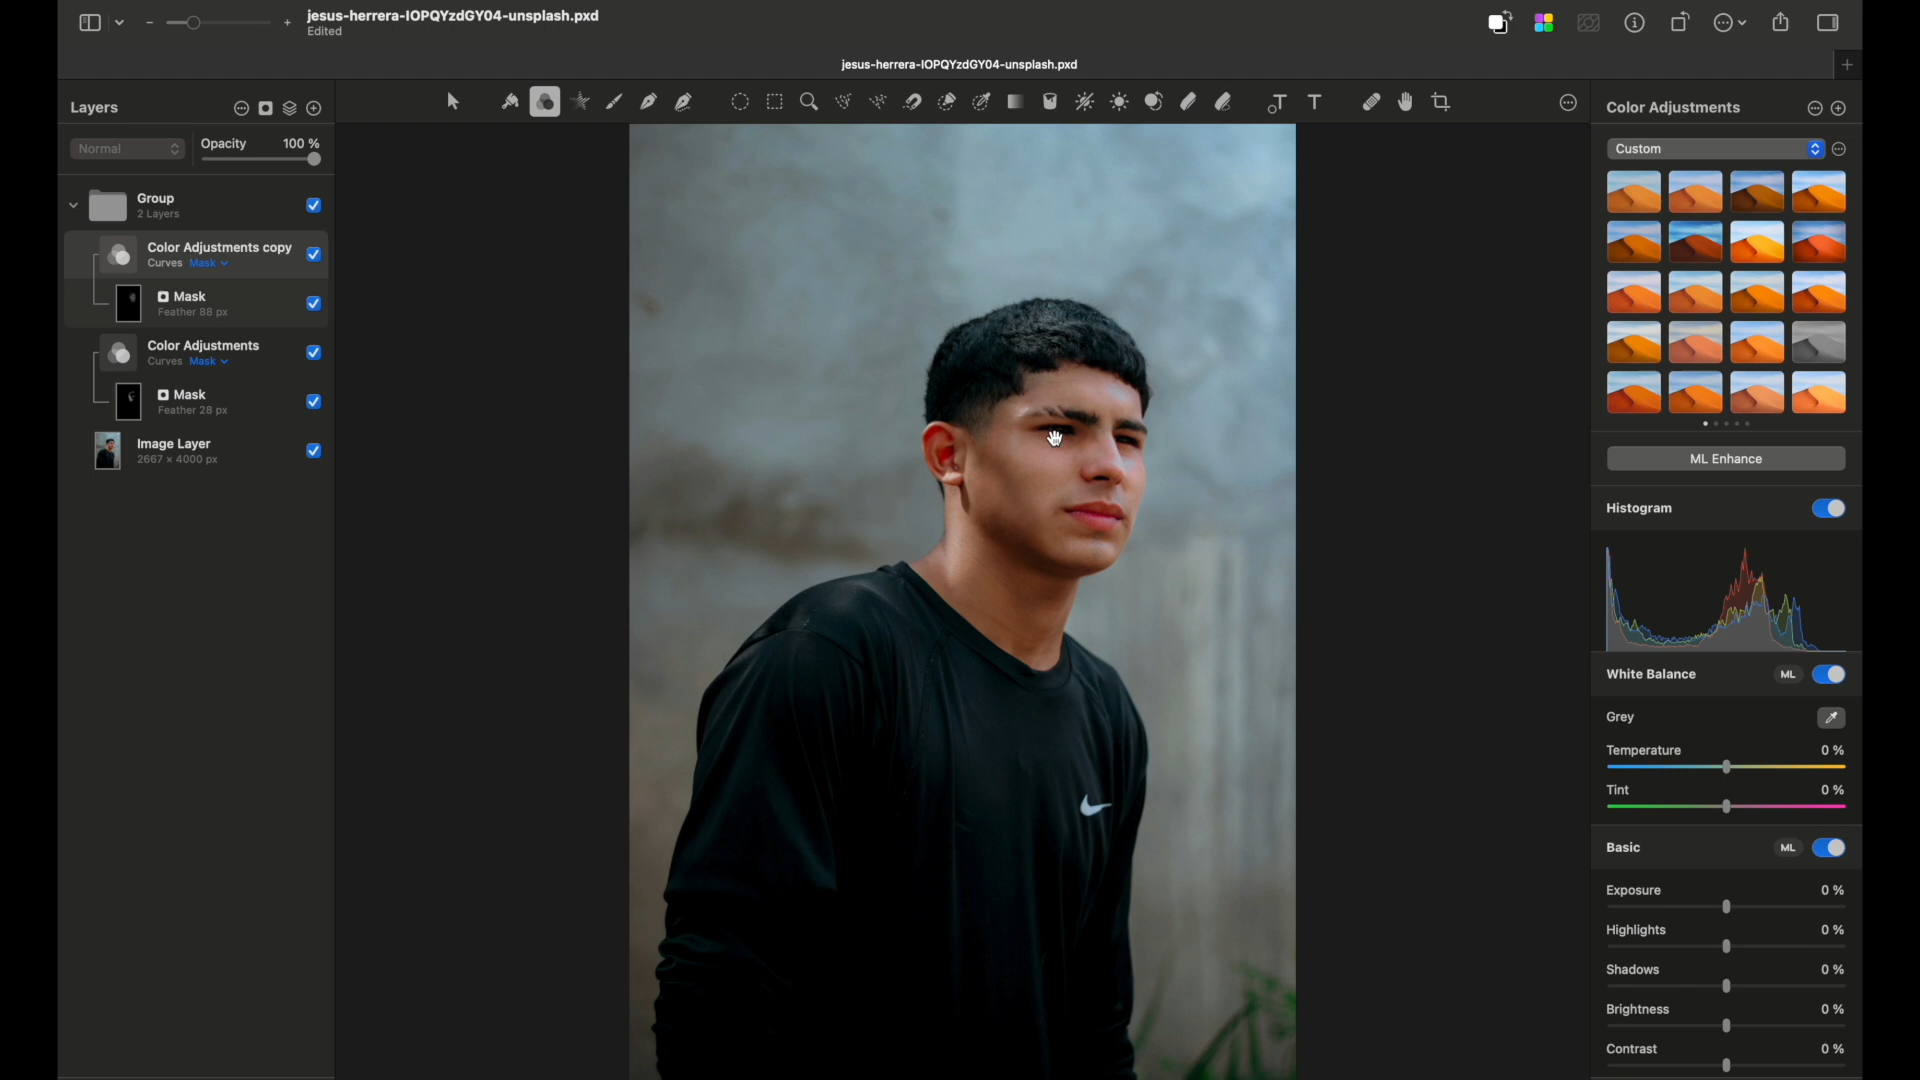 jesus-herrera-IOPQYzdGY04-unsplash.pxd
Edited
jesus-herrera-IOPQYzdGY04-unsplash.pxd
Layers
Normal
Opacity 100 %
Group
2 Layers
Color Adjustments copy
Curves Mask
Mask
Feather 88 px
Color Adjustments
Curves Mask
Mask
Feather 28 px
Image Layer
2667 × 4000 px
Color Adjustments
Custom
ML Enhance
Histogram
White Balance ML
Grey
Temperature 0 %
Tint 0 %
Basic ML
Exposure 0 %
Highlights 0 %
Shadows 0 %
Brightness 0 %
Contrast 0 %